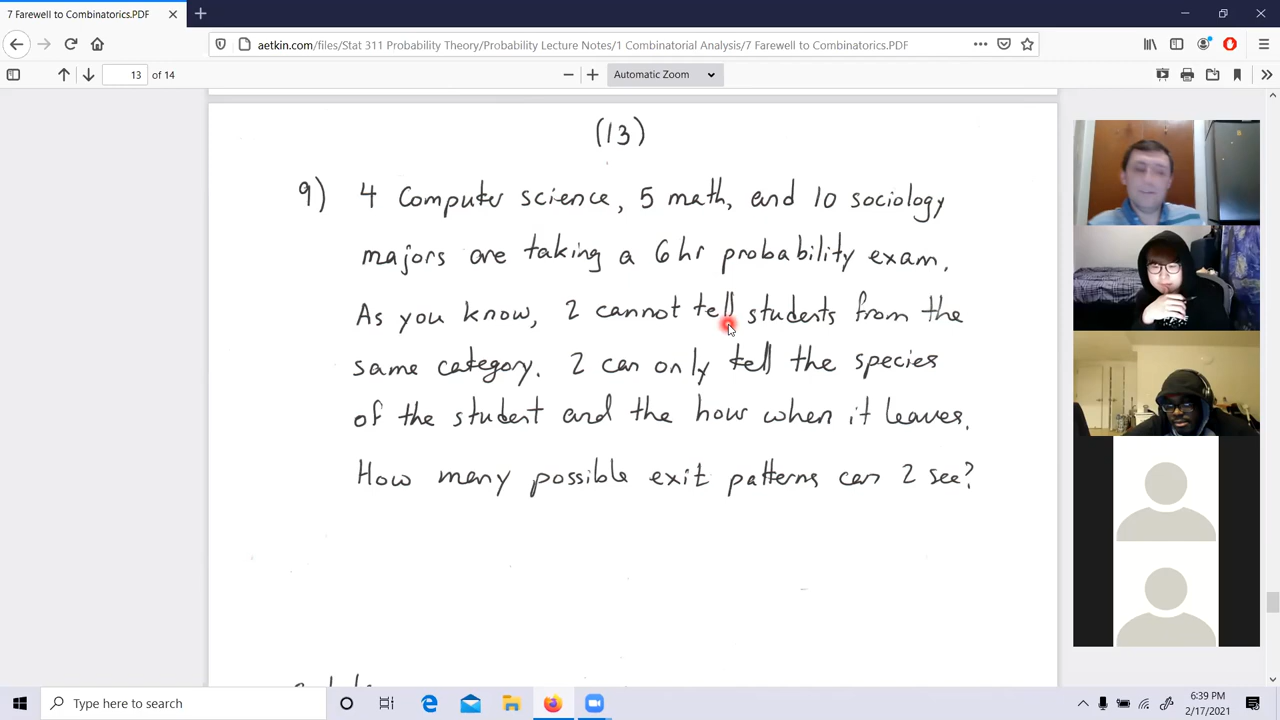 7 Farewell to Combinatorics.PDF
aetkin.com/files/Stat 311 Probability Theory/Probability Lecture Notes/1 Combinatorial Analysis/7 Farewell to Combinatorics.PDF
13 of 14
Automatic Zoom
(13)
9) 4 Computer science, 5 math, and 10 sociology
majors are taking a 6 hr probability exam.
As you know, 2 cannot tell students from the
same category. 2 can only tell the species
of the student and the hour when it leaves.
How many possible exit patterns can 2 see?
Type here to search
6:39 PM
2/17/2021